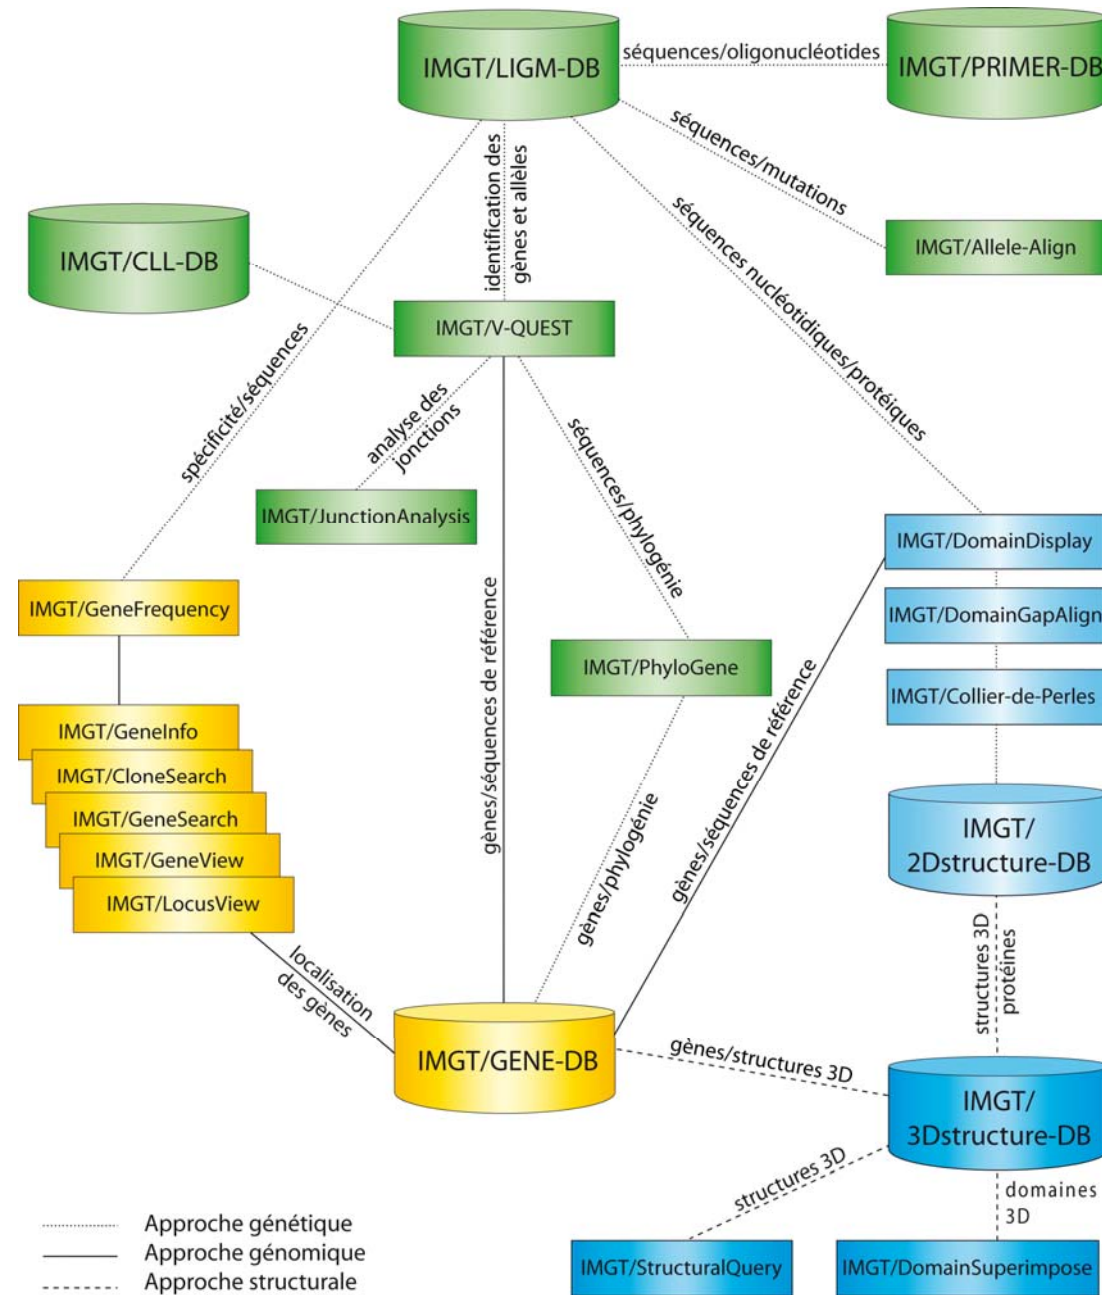 IMGT/LIGM-DB
séquences/oligonucléotides
IMGT/PRIMER-DB
séquences/mutations
identification des
gènes et allèles
séquences nucléotidiques/protéiques
IMGT/CLL-DB
IMGT/Allele-Align
IMGT/V-QUEST
spécificité/séquences
analyse des
jonctions
séquences/phylogénie
IMGT/JunctionAnalysis
IMGT/DomainDisplay
IMGT/GeneFrequency
IMGT/DomainGapAlign
IMGT/PhyloGene
IMGT/Collier-de-Perles
gènes/séquences de référence
gènes/séquences de référence
IMGT/GeneInfo
IMGT/CloneSearch
IMGT/GeneSearch
IMGT/GeneView
IMGT/LocusView
gènes/phylogénie
IMGT/
2Dstructure-DB
structures 3D
protéines
localisation
des gènes
IMGT/GENE-DB
gènes/structures 3D
IMGT/
3Dstructure-DB
structures 3D
domaines
3D
Approche génétique
Approche génomique
Approche structurale
IMGT/StructuralQuery
IMGT/DomainSuperimpose